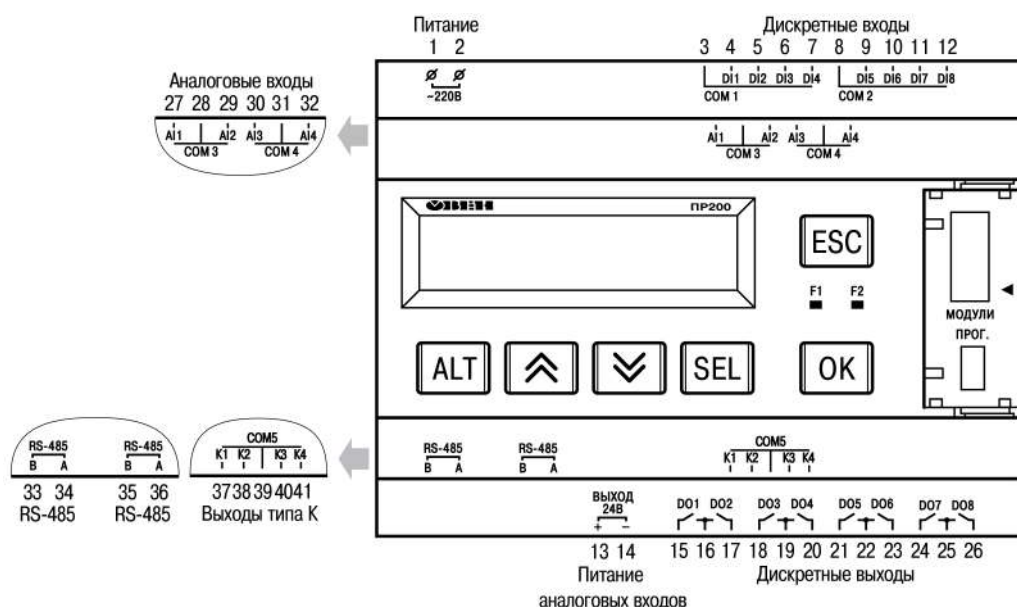 Питание
1 2
~220В
Дискретные входы
3 4 5 6 7 8 9 10 11 12
DI1 DI2 DI3 DI4 DI5 DI6 DI7 DI8
COM 1 COM 2
Аналоговые входы
27 28 29 30 31 32
AI1 AI2 AI3 AI4
COM 3 COM 4
AI1 AI2 AI3 AI4
COM 3 COM 4
ОВЕН ПР200
ESC
F1 F2
МОДУЛИ
ПРОГ.
ALT SEL OK
RS-485 RS-485
B A B A
33 34 35 36
RS-485 RS-485
COM5
K1 K2 K3 K4
37 38 39 40 41
Выходы типа К
RS-485 RS-485
B A B A
COM5
K1 K2 K3 K4
ВЫХОД
24В
+ −
DO1 DO2 DO3 DO4 DO5 DO6 DO7 DO8
13 14 15 16 17 18 19 20 21 22 23 24 25 26
Питание
аналоговых входов
Дискретные выходы